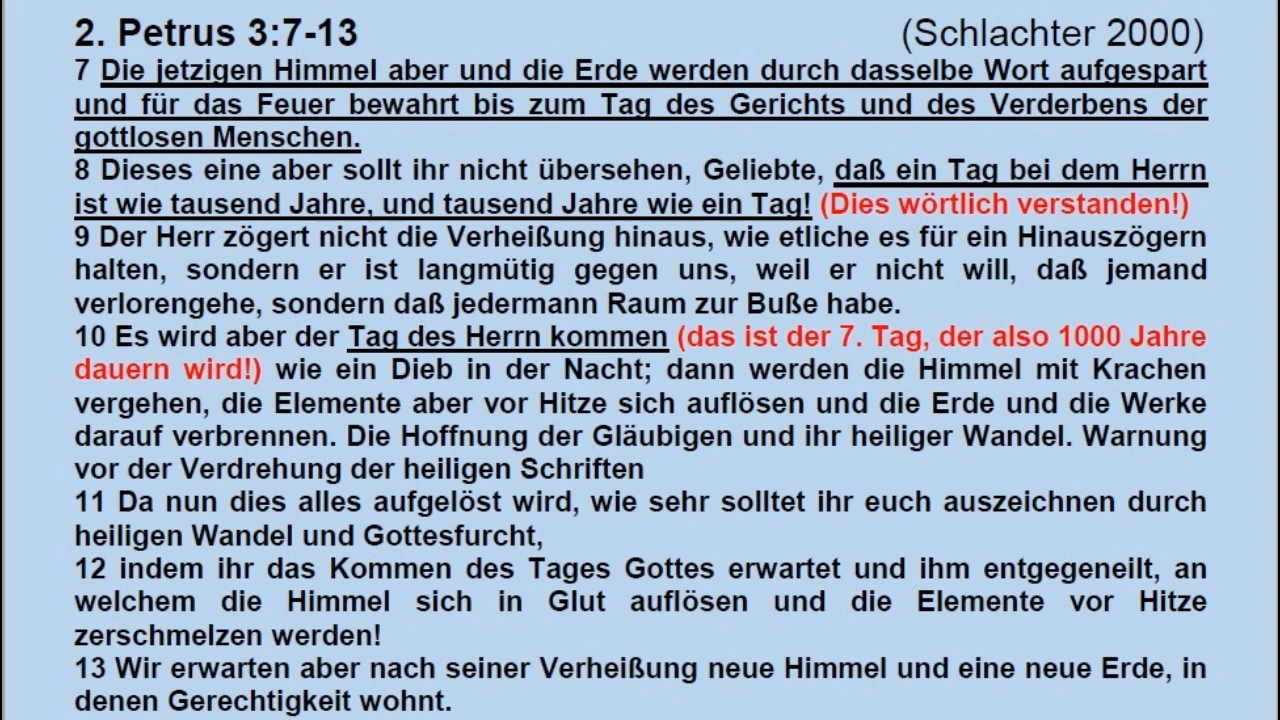 2. Petrus 3:7-13 (Schlachter 2000)
7 Die jetzigen Himmel aber und die Erde werden durch dasselbe Wort aufgespart
und für das Feuer bewahrt bis zum Tag des Gerichts und des Verderbens der
gottlosen Menschen.
8 Dieses eine aber sollt ihr nicht übersehen, Geliebte, daß ein Tag bei dem Herrn
ist wie tausend Jahre, und tausend Jahre wie ein Tag! (Dies wörtlich verstanden!)
9 Der Herr zögert nicht die Verheißung hinaus, wie etliche es für ein Hinauszögern
halten, sondern er ist langmütig gegen uns, weil er nicht will, daß jemand
verlorengehe, sondern daß jedermann Raum zur Buße habe.
10 Es wird aber der Tag des Herrn kommen (das ist der 7. Tag, der also 1000 Jahre
dauern wird!) wie ein Dieb in der Nacht; dann werden die Himmel mit Krachen
vergehen, die Elemente aber vor Hitze sich auflösen und die Erde und die Werke
darauf verbrennen. Die Hoffnung der Gläubigen und ihr heiliger Wandel. Warnung
vor der Verdrehung der heiligen Schriften
11 Da nun dies alles aufgelöst wird, wie sehr solltet ihr euch auszeichnen durch
heiligen Wandel und Gottesfurcht,
12 indem ihr das Kommen des Tages Gottes erwartet und ihm entgegeneilt, an
welchem die Himmel sich in Glut auflösen und die Elemente vor Hitze
zerschmelzen werden!
13 Wir erwarten aber nach seiner Verheißung neue Himmel und eine neue Erde, in
denen Gerechtigkeit wohnt.